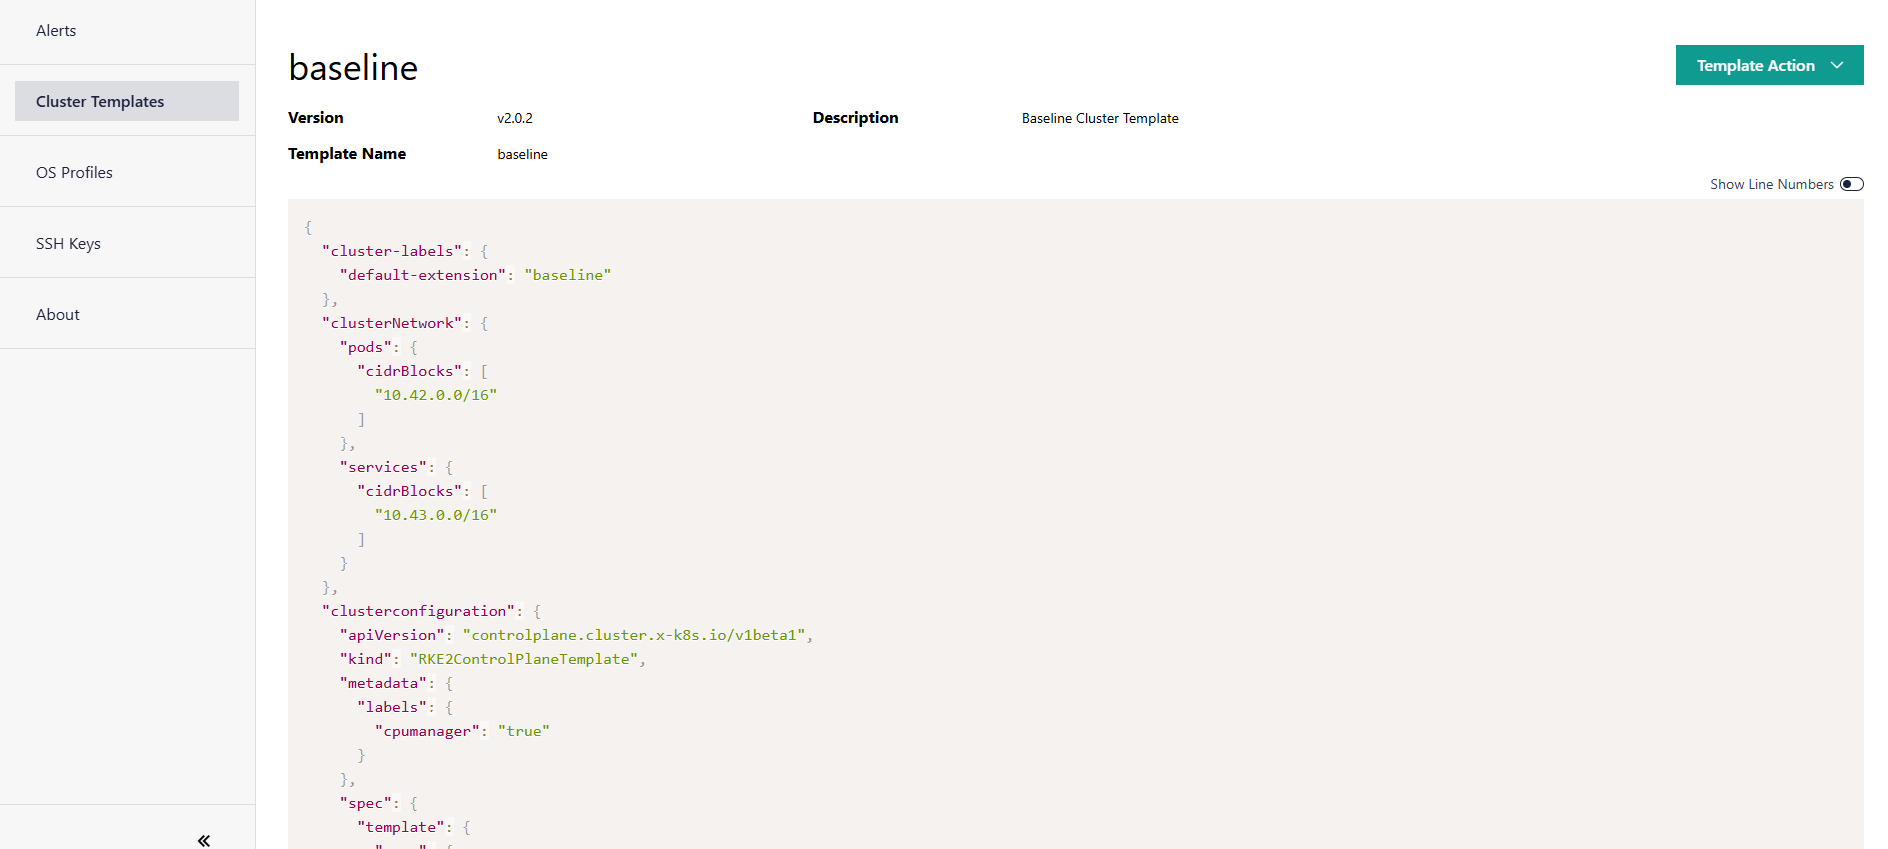 Alerts
Cluster Templates
OS Profiles
SSH Keys
About
baseline
Template Action
Version v2.0.2 Description Baseline Cluster Template
Template Name baseline
Show Line Numbers
{
  "cluster-labels": {
    "default-extension": "baseline"
  },
  "clusterNetwork": {
    "pods": {
      "cidrBlocks": [
        "10.42.0.0/16"
      ]
    },
    "services": {
      "cidrBlocks": [
        "10.43.0.0/16"
      ]
    }
  },
  "clusterconfiguration": {
    "apiVersion": "controlplane.cluster.x-k8s.io/v1beta1",
    "kind": "RKE2ControlPlaneTemplate",
    "metadata": {
      "labels": {
        "cpumanager": "true"
      }
    },
    "spec": {
      "template": {